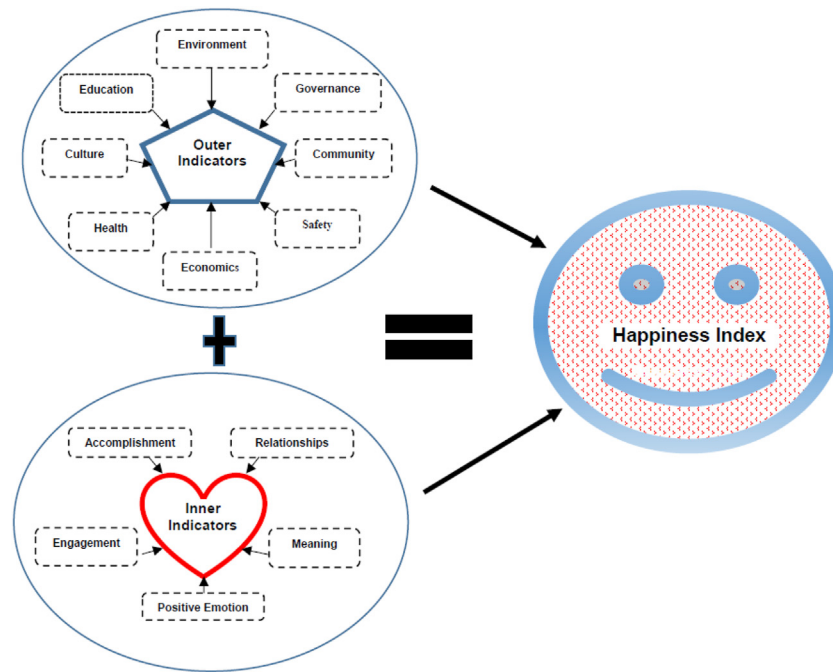 Environment
Education
Governance
Outer
Indicators
Culture
Community
Health
Safety
Economics
+
=
Happiness Index
Accomplishment
Relationships
Inner
Indicators
Engagement
Meaning
Positive Emotion